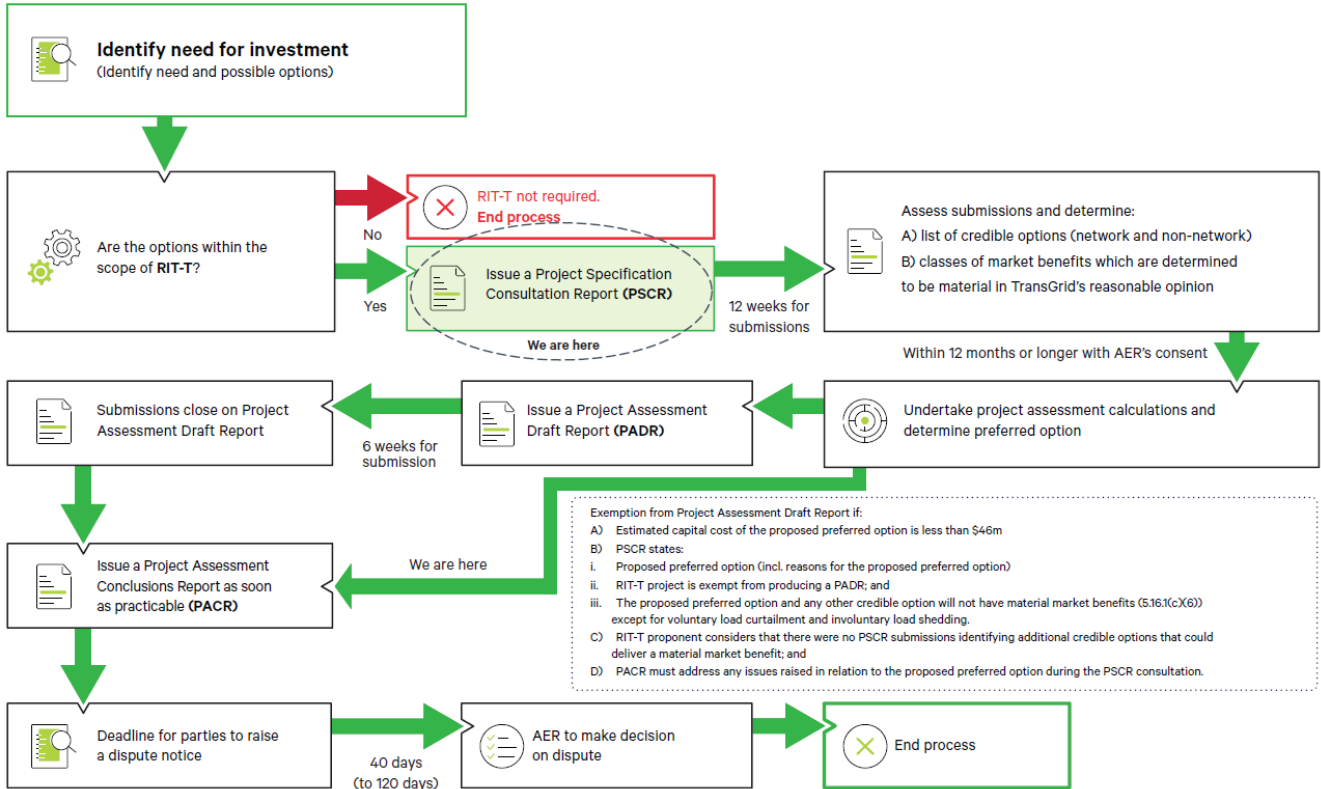 Identify need for investment
(Identify need and possible options)
Are the options within the
scope of RIT-T?
No
Yes
RIT-T not required.
End process
Issue a Project Specification
Consultation Report (PSCR)
We are here
12 weeks for
submissions
Assess submissions and determine:
A) list of credible options (network and non-network)
B) classes of market benefits which are determined
to be material in TransGrid's reasonable opinion
Within 12 months or longer with AER's consent
Undertake project assessment calculations and
determine preferred option
Issue a Project Assessment
Draft Report (PADR)
6 weeks for
submission
Submissions close on Project
Assessment Draft Report
We are here
Exemption from Project Assessment Draft Report if:
A) Estimated capital cost of the proposed preferred option is less than $46m
B) PSCR states:
i. Proposed preferred option (incl. reasons for the proposed preferred option)
ii. RIT-T project is exempt from producing a PADR; and
iii. The proposed preferred option and any other credible option will not have material market benefits (5.16.1(c)(6))
except for voluntary load curtailment and involuntary load shedding.
C) RIT-T proponent considers that there were no PSCR submissions identifying additional credible options that could
deliver a material market benefit; and
D) PACR must address any issues raised in relation to the proposed preferred option during the PSCR consultation.
Issue a Project Assessment
Conclusions Report as soon
as practicable (PACR)
Deadline for parties to raise
a dispute notice
40 days
(to 120 days)
AER to make decision
on dispute
End process